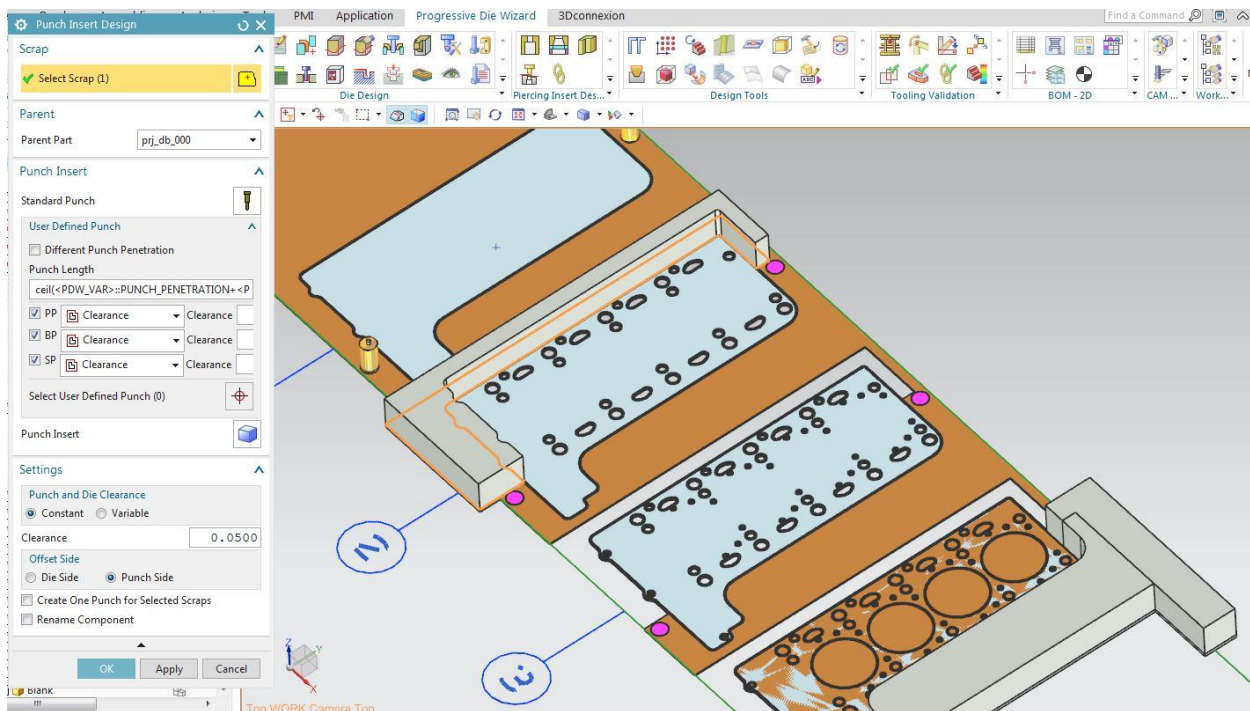 Punch Insert Design
PMI
Application
Progressive Die Wizard
3Dconnexion
Find a Command
Scrap
Select Scrap (1)
Die Design
Piercing Insert Des...
Design Tools
Tooling Validation
BOM - 2D
CAM ...
Work...
Parent
Parent Part
prj_db_000
Punch Insert
Standard Punch
User Defined Punch
Different Punch Penetration
Punch Length
ceil(<PDW_VAR>::PUNCH_PENETRATION+<P
PP Clearance Clearance
BP Clearance Clearance
SP Clearance Clearance
Select User Defined Punch (0)
Punch Insert
Settings
Punch and Die Clearance
Constant Variable
Clearance 0.0500
Offset Side
Die Side Punch Side
Create One Punch for Selected Scraps
Rename Component
OK Apply Cancel
Blank
Z
Y
X
Top WORK Camera Top